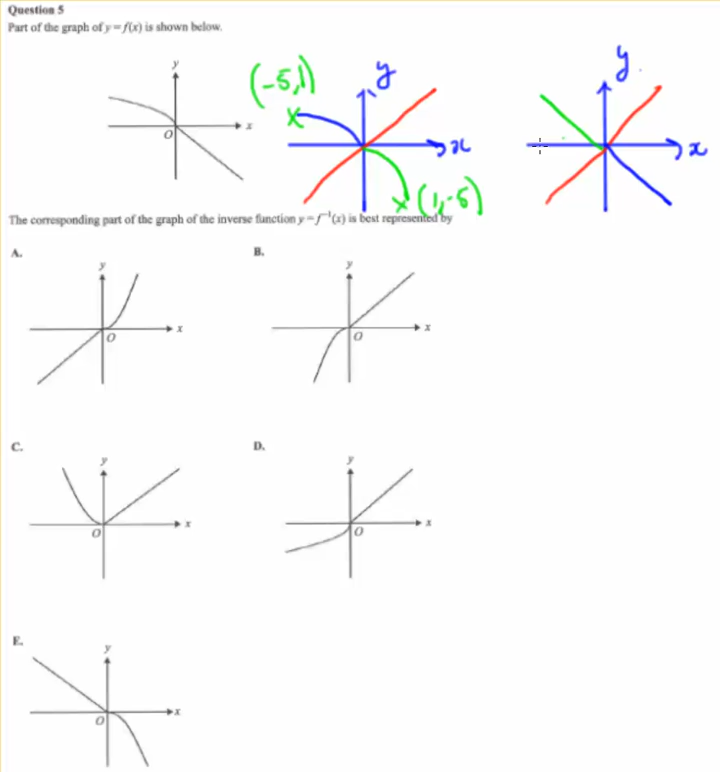 Question 5
Part of the graph of y = f(x) is shown below.
y
x
O
(-5,1)
y
x
x
(1,-5)
y
x
The corresponding part of the graph of the inverse function y = f⁻¹(x) is best represented by
A.
y
x
O
B.
y
x
O
C.
y
x
O
D.
y
x
O
E.
y
x
O